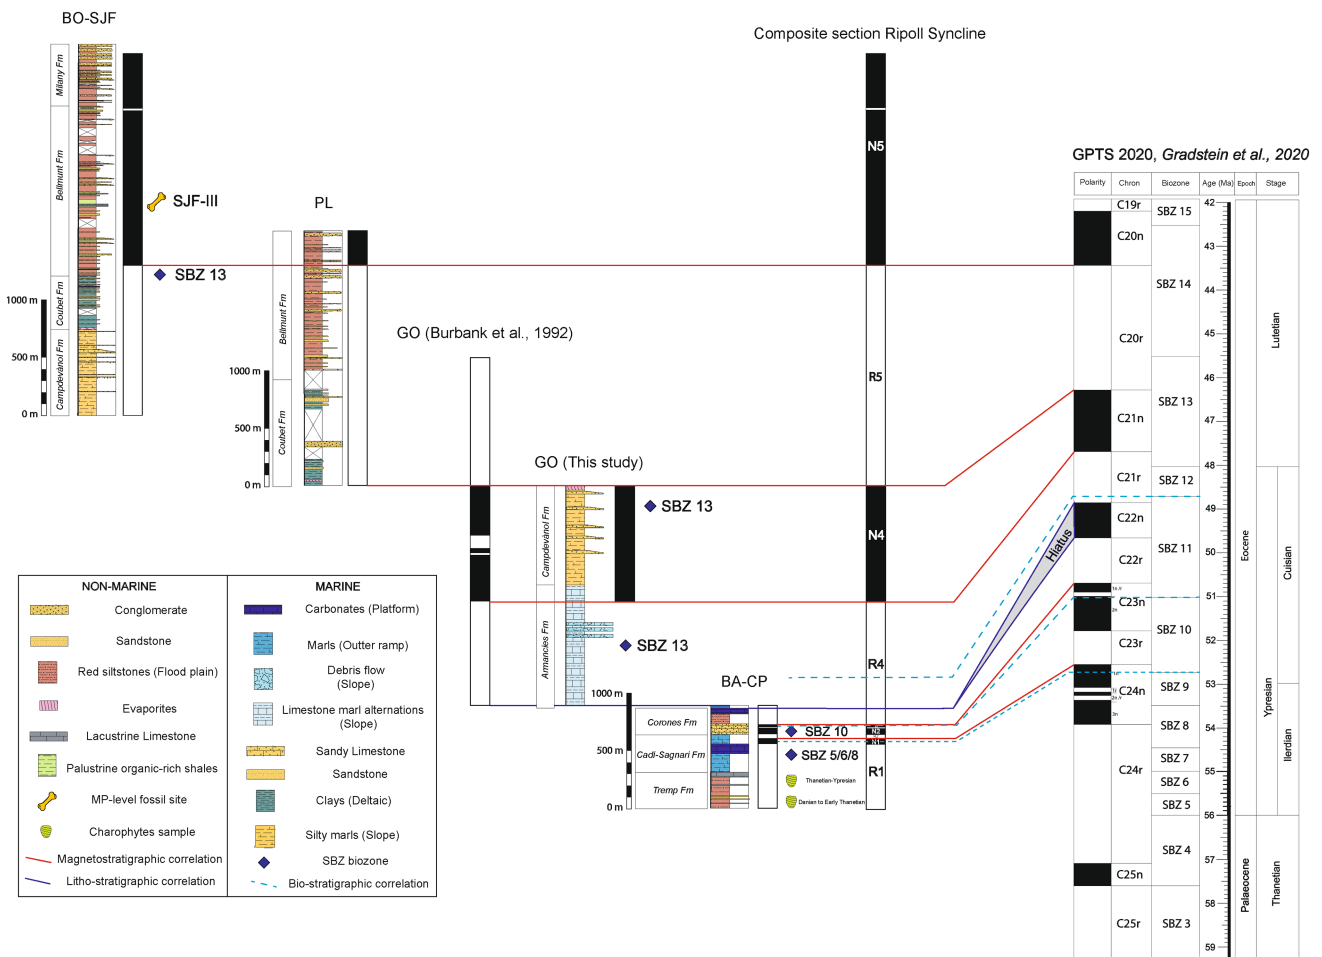 BO-SJF
Composite section Ripoll Syncline
GPTS 2020, Gradstein et al., 2020
Polarity
Chron
Biozone
Age (Ma)
Epoch
Stage
Milany Fm
Bellmunt Fm
Coubet Fm
Campdevànol Fm
1000 m
500 m
0 m
SJF-III
SBZ 13
PL
Bellmunt Fm
Coubet Fm
1000 m
500 m
0 m
GO (Burbank et al., 1992)
GO (This study)
Campdevànol Fm
Armancies Fm
SBZ 13
SBZ 13
BA-CP
1000 m
500 m
0 m
Corones Fm
Cadí-Sagnari Fm
Tremp Fm
SBZ 10
SBZ 5/6/8
Thanetian-Ypresian
Danian to Early Thanetian
N5
R5
N4
R4
N2
N1
R1
Hiatus
C19r
C20n
C20r
C21n
C21r
C22n
C22r
1n.r
C23n
2n
C23r
C24n
3n
C24r
C25n
C25r
SBZ 15
SBZ 14
SBZ 13
SBZ 12
SBZ 11
SBZ 10
SBZ 9
SBZ 8
SBZ 7
SBZ 6
SBZ 5
SBZ 4
SBZ 3
42
43
44
45
46
47
48
49
50
51
52
53
54
55
56
57
58
59
Eocene
Palaeocene
Lutetian
Ypresian
Cuisian
Ilerdian
Thanetian
NON-MARINE
Conglomerate
Sandstone
Red siltstones (Flood plain)
Evaporites
Lacustrine Limestone
Palustrine organic-rich shales
MP-level fossil site
Charophytes sample
Magnetostratigraphic correlation
Litho-stratigraphic correlation
MARINE
Carbonates (Platform)
Marls (Outter ramp)
Debris flow
(Slope)
Limestone marl alternations
(Slope)
Sandy Limestone
Sandstone
Clays (Deltaic)
Silty marls (Slope)
SBZ biozone
Bio-stratigraphic correlation